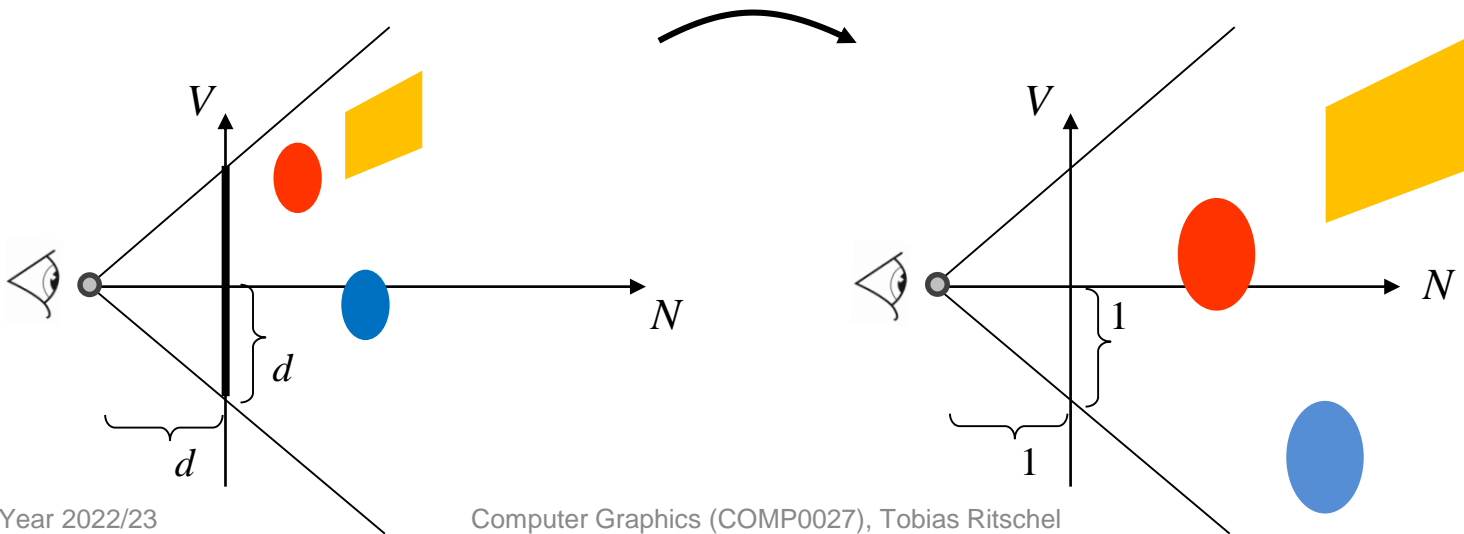 V
N
d
d
V
N
1
1
Year 2022/23
Computer Graphics (COMP0027), Tobias Ritschel